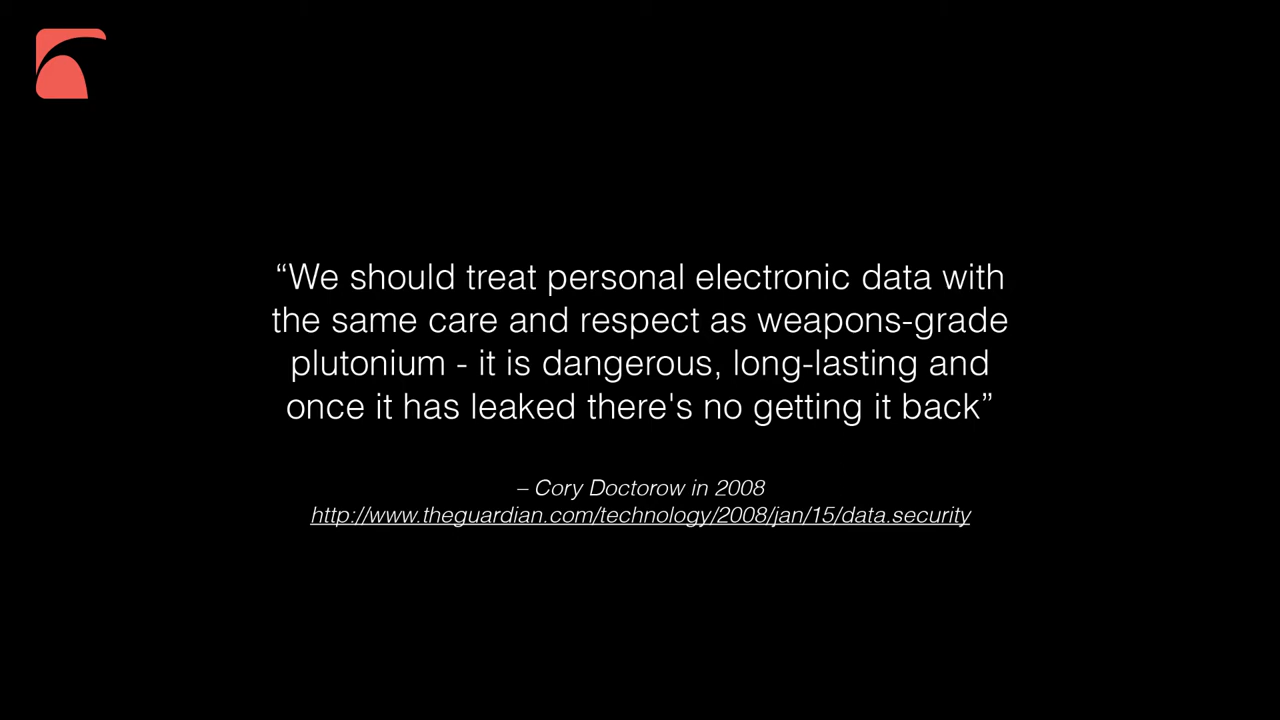 “We should treat personal electronic data with
the same care and respect as weapons-grade
plutonium - it is dangerous, long-lasting and
once it has leaked there's no getting it back”
– Cory Doctorow in 2008
http://www.theguardian.com/technology/2008/jan/15/data.security